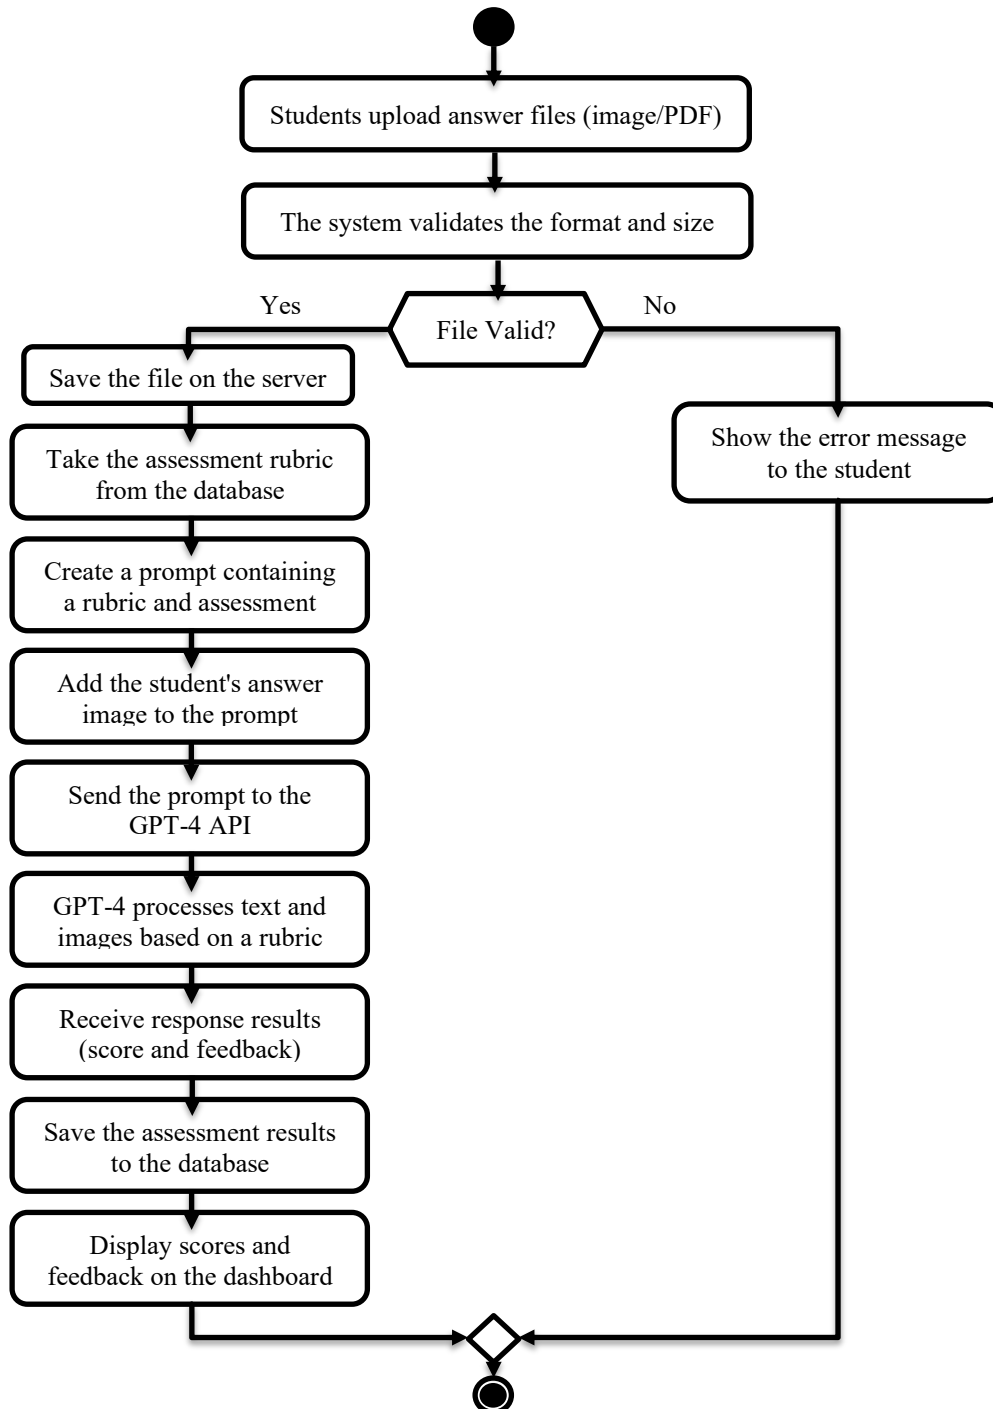 Students upload answer files (image/PDF)
The system validates the format and size
Yes
File Valid?
No
Save the file on the server
Show the error message
to the student
Take the assessment rubric
from the database
Create a prompt containing
a rubric and assessment
Add the student's answer
image to the prompt
Send the prompt to the
GPT-4 API
GPT-4 processes text and
images based on a rubric
Receive response results
(score and feedback)
Save the assessment results
to the database
Display scores and
feedback on the dashboard